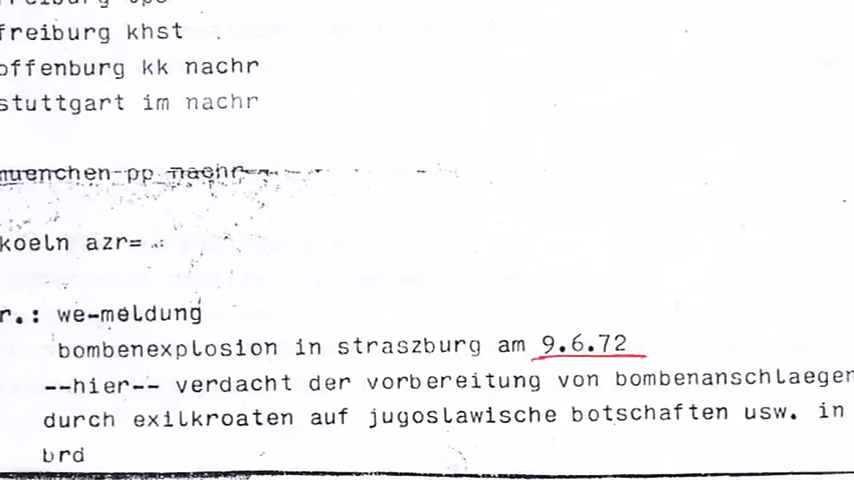 freiburg khst
offenburg kk nachr
stuttgart im nachr
muenchen pp nachr
koeln azr=
r.: we-meldung
bombenexplosion in straszburg am 9.6.72
--hier-- verdacht der vorbereitung von bombenanschlaegen
durch exilkroaten auf jugoslawische botschaften usw. in
brd